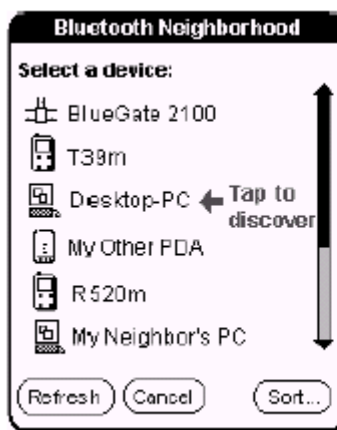 Bluetooth Neighborhood
Select a device:
BlueGate 2100
T39m
Desktop-PC Tap to
discover
My Other PDA
R520m
My Neighbor's PC
Refresh Cancel Sort...